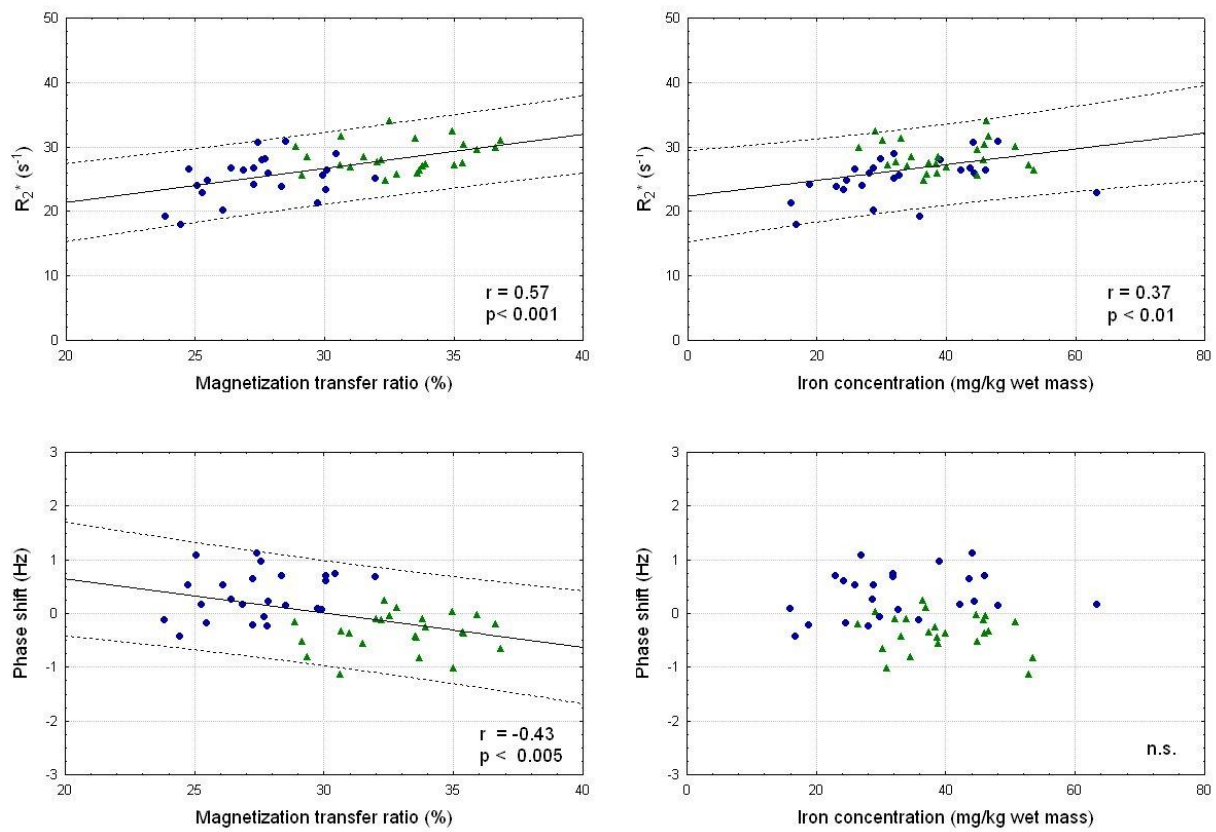 50
40
30
20
10
0
R2* (s-1)
20 25 30 35 40
Magnetization transfer ratio (%)
r = 0.57
p< 0.001
50
40
30
20
10
0
R2* (s-1)
0 20 40 60 80
Iron concentration (mg/kg wet mass)
r = 0.37
p < 0.01
3
2
1
0
-1
-2
-3
Phase shift (Hz)
20 25 30 35 40
Magnetization transfer ratio (%)
r = -0.43
p < 0.005
3
2
1
0
-1
-2
-3
Phase shift (Hz)
0 20 40 60 80
Iron concentration (mg/kg wet mass)
n.s.